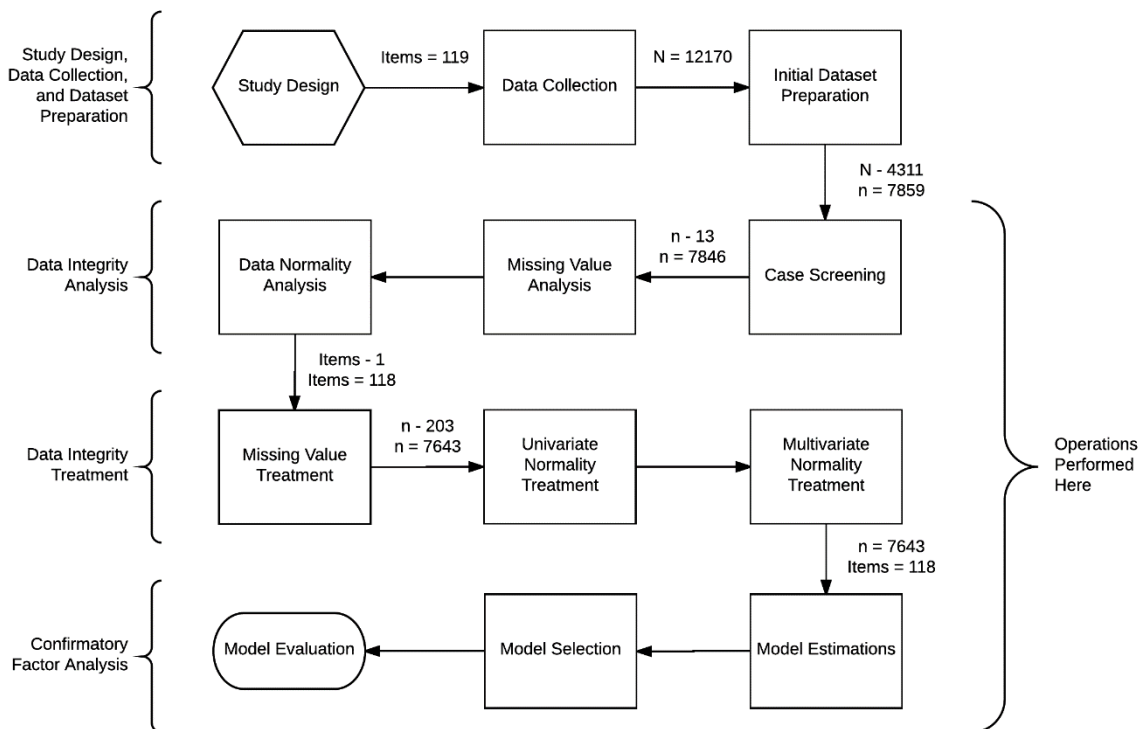 Study Design,
Data Collection,
and Dataset
Preparation
Study Design
Items = 119
Data Collection
N = 12170
Initial Dataset
Preparation
N - 4311
n = 7859
Data Integrity
Analysis
Data Normality
Analysis
Missing Value
Analysis
n - 13
n = 7846
Case Screening
Items - 1
Items = 118
Data Integrity
Treatment
Missing Value
Treatment
n - 203
n = 7643
Univariate
Normality
Treatment
Multivariate
Normality
Treatment
Operations
Performed
Here
n = 7643
Items = 118
Confirmatory
Factor Analysis
Model Evaluation
Model Selection
Model Estimations